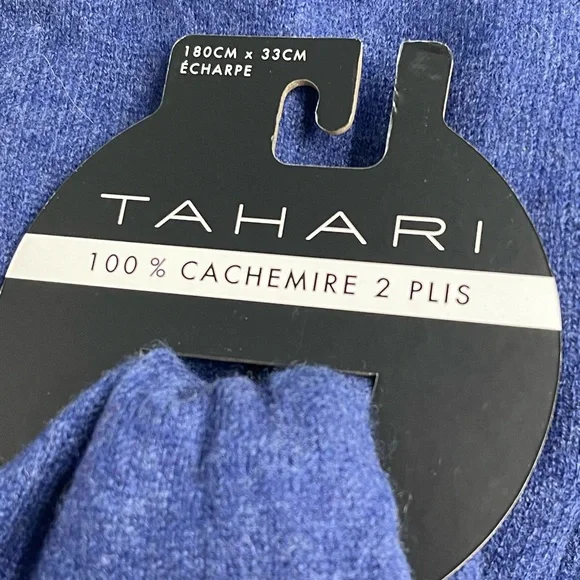 180CM x 33CM
ÉCHARPE
TAHARI
100 % CACHEMIRE 2 PLIS